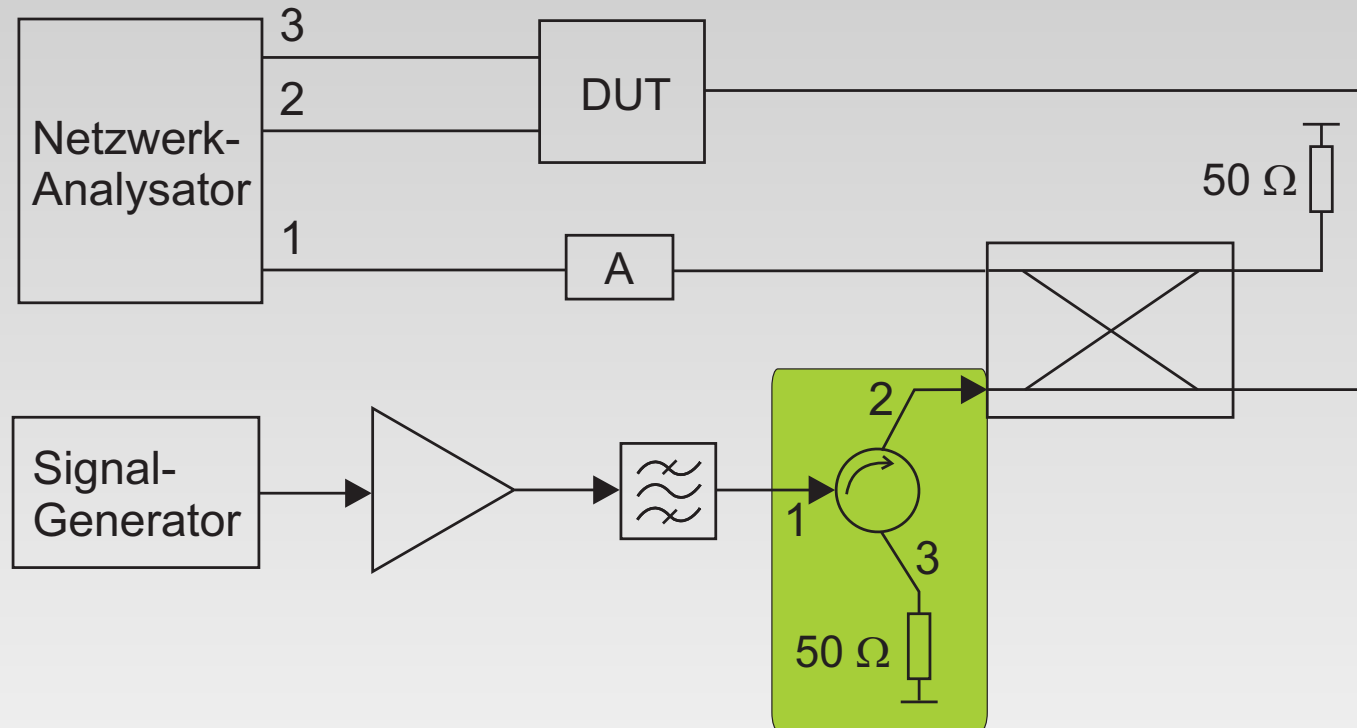 3
DUT
2
Netzwerk-
Analysator
50 Ω
1
A
2
Signal-
Generator
1
3
50 Ω